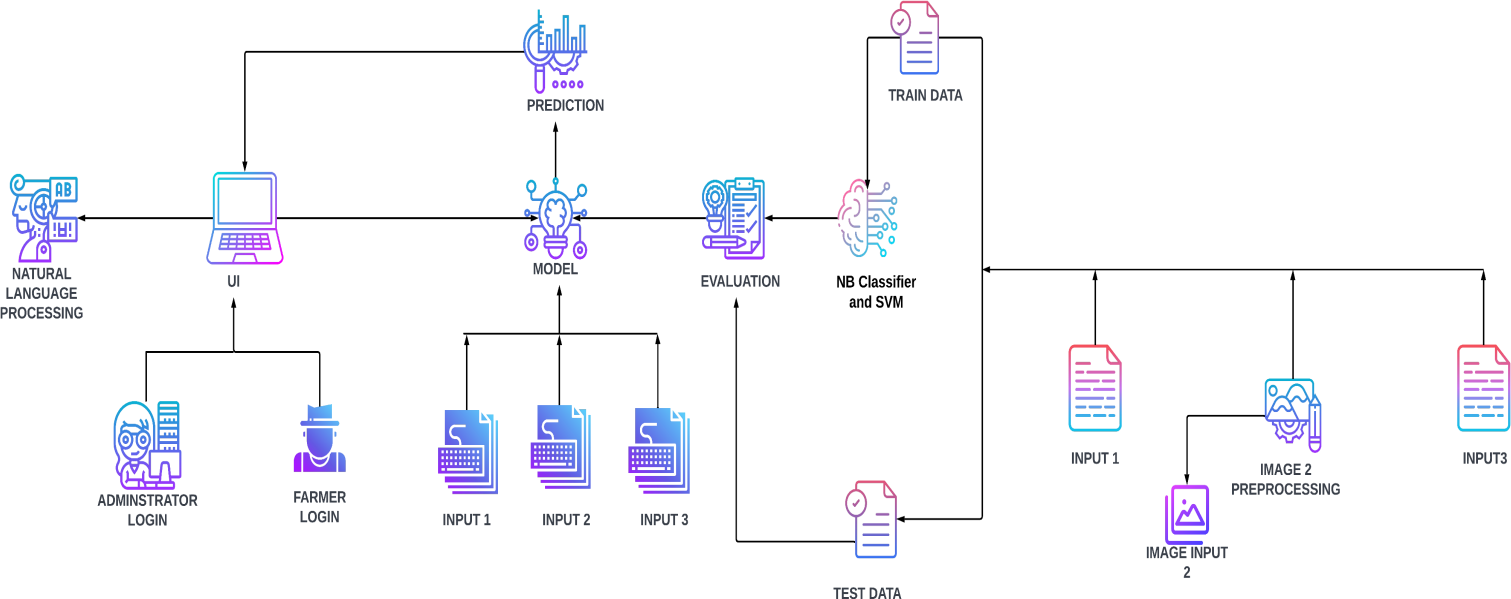 PREDICTION
TRAIN DATA
AB
NATURAL
LANGUAGE
PROCESSING
UI
MODEL
EVALUATION
NB Classifier
and SVM
ADMINSTRATOR
LOGIN
FARMER
LOGIN
INPUT 1
INPUT 2
INPUT 3
TEST DATA
INPUT 1
IMAGE 2
PREPROCESSING
INPUT3
IMAGE INPUT
2